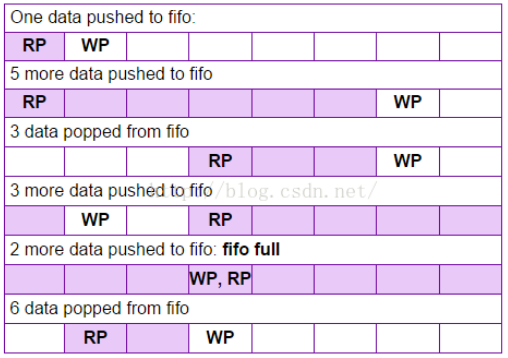 One data pushed to fifo:
RP WP
5 more data pushed to fifo
RP WP
3 data popped from fifo
RP WP
http://blog.csdn.net/
3 more data pushed to fifo
WP RP
2 more data pushed to fifo: fifo full
WP, RP
6 data popped from fifo
RP WP